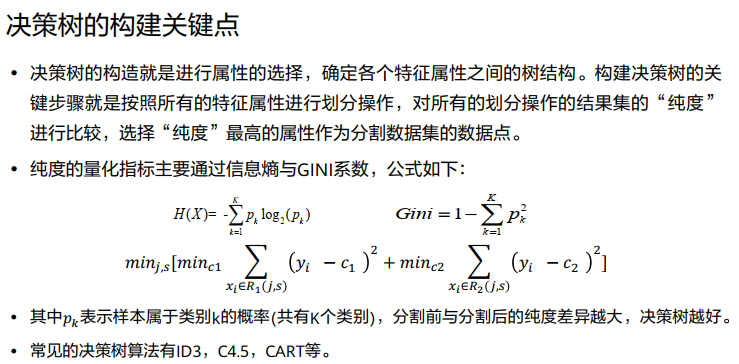 决策树的构建关键点
• 决策树的构造就是进行属性的选择，确定各个特征属性之间的树结构。构建决策树的关
键步骤就是按照所有的特征属性进行划分操作，对所有的划分操作的结果集的“纯度”
进行比较，选择“纯度”最高的属性作为分割数据集的数据点。
• 纯度的量化指标主要通过信息熵与GINI系数，公式如下：
H(X)= -∑_{k=1}^{K} p_k log_2(p_k)    Gini = 1 − ∑_{k=1}^{K} p_k^2
min_{j,s}[min_{c1} ∑_{x_i∈R_1(j,s)} (y_i − c_1)^2 + min_{c2} ∑_{x_i∈R_2(j,s)} (y_i − c_2)^2]
• 其中p_k表示样本属于类别k的概率(共有K个类别)，分割前与分割后的纯度差异越大，决策树越好。
• 常见的决策树算法有ID3，C4.5，CART等。